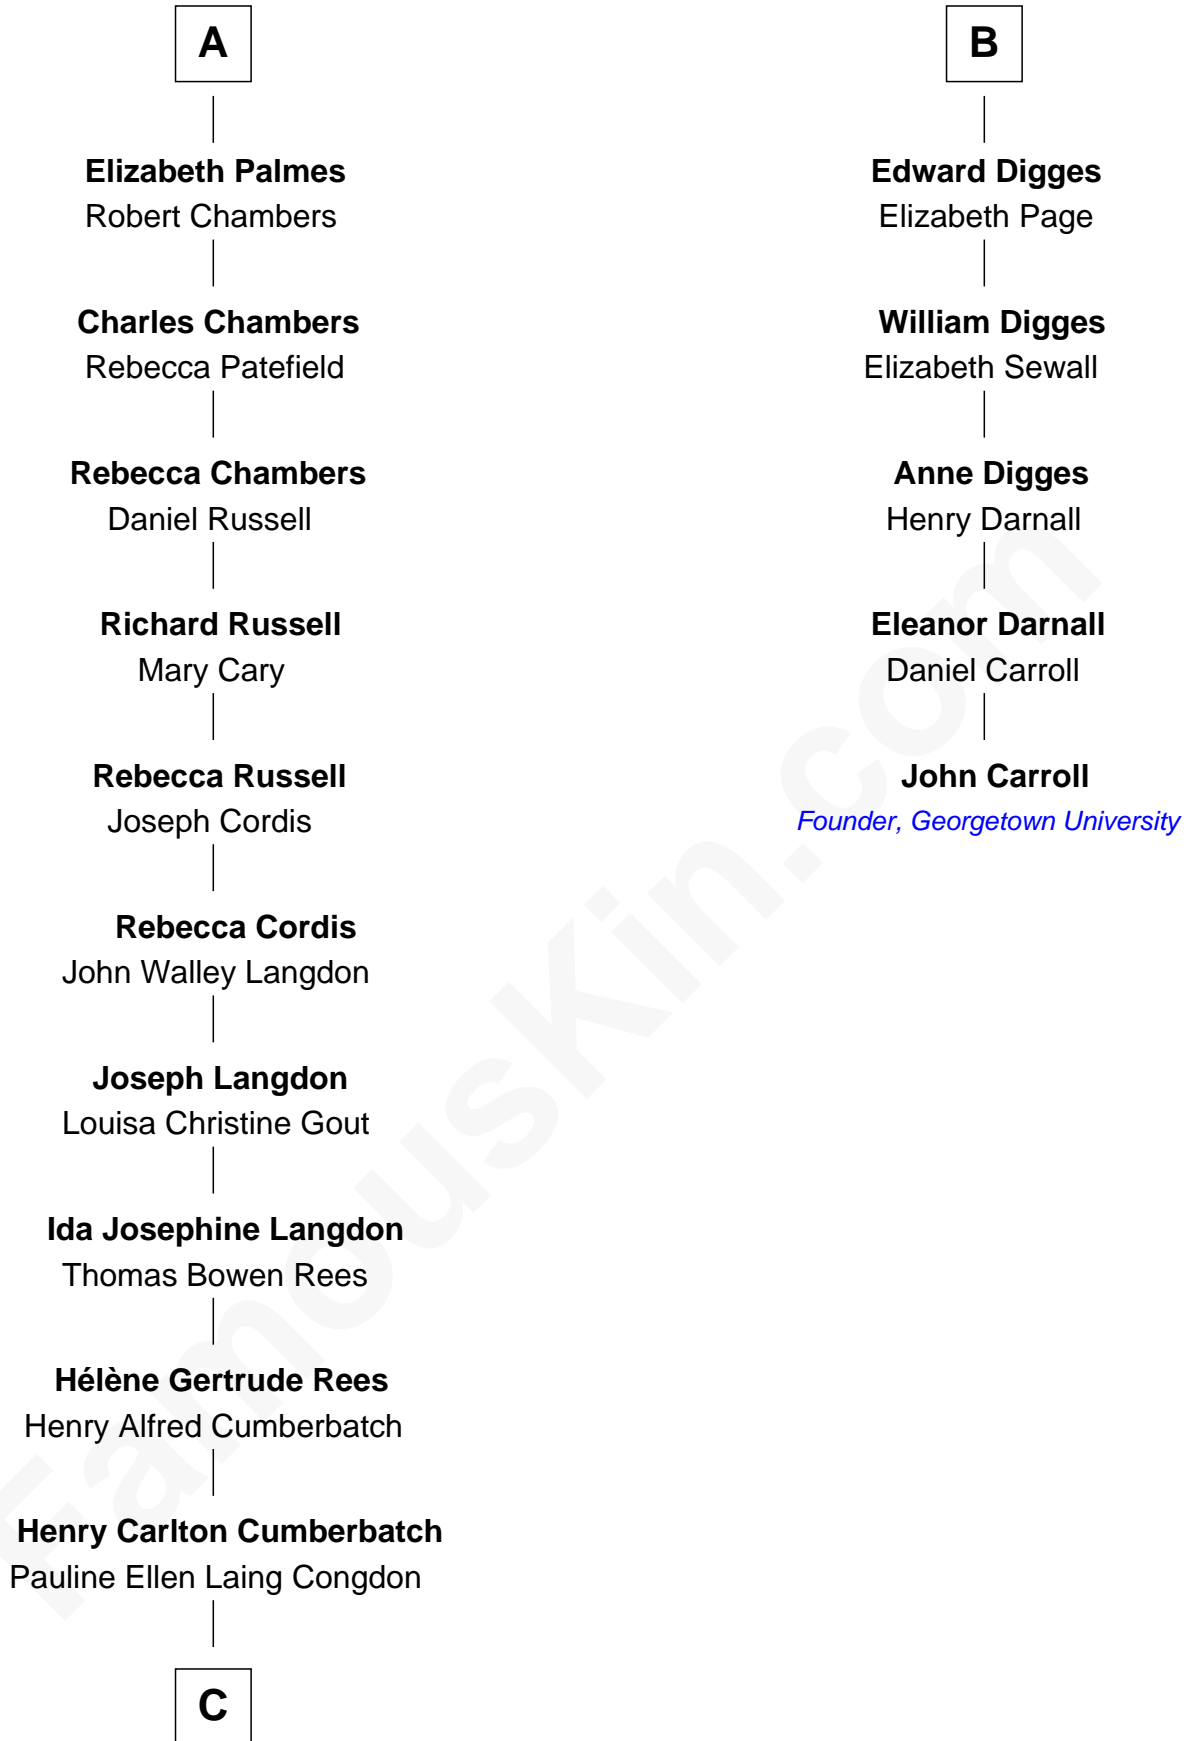 A
Elizabeth Palmes
Robert Chambers
Charles Chambers
Rebecca Patefield
Rebecca Chambers
Daniel Russell
Richard Russell
Mary Cary
Rebecca Russell
Joseph Cordis
Rebecca Cordis
John Walley Langdon
Joseph Langdon
Louisa Christine Gout
Ida Josephine Langdon
Thomas Bowen Rees
Hélène Gertrude Rees
Henry Alfred Cumberbatch
Henry Carlton Cumberbatch
Pauline Ellen Laing Congdon
C
B
Edward Digges
Elizabeth Page
William Digges
Elizabeth Sewall
Anne Digges
Henry Darnall
Eleanor Darnall
Daniel Carroll
John Carroll
Founder, Georgetown University
FamousKin.com